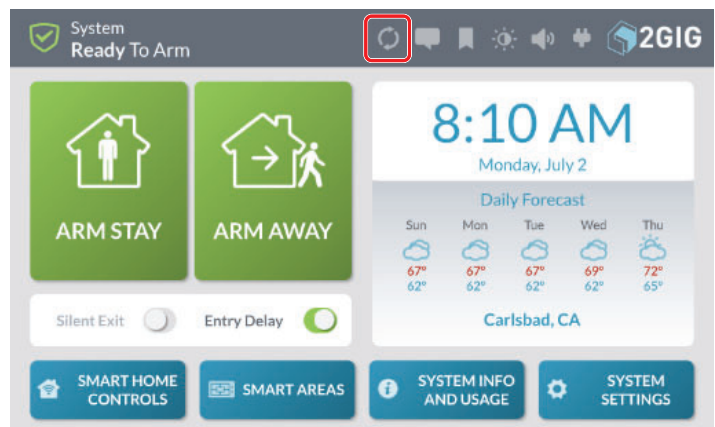 System
Ready To Arm
2GIG
ARM STAY
ARM AWAY
8:10 AM
Monday, July 2
Daily Forecast
Sun Mon Tue Wed Thu
67° 67° 67° 69° 72°
62° 62° 62° 62° 65°
Carlsbad, CA
Silent Exit
Entry Delay
SMART HOME
CONTROLS
SMART AREAS
SYSTEM INFO
AND USAGE
SYSTEM
SETTINGS